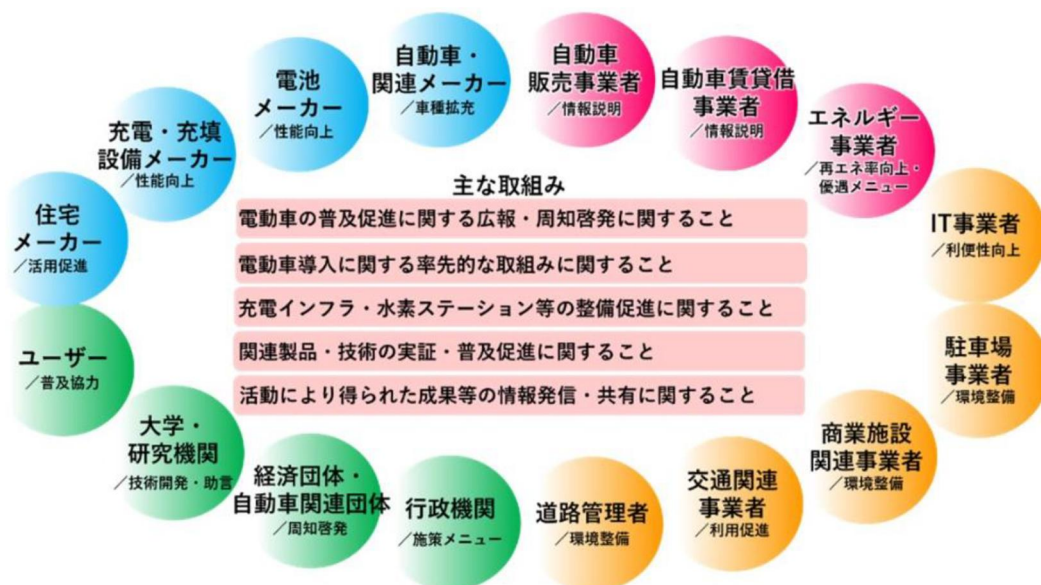 電池
メーカー
／性能向上
自動車・
関連メーカー
／車種拡充
自動車
販売事業者
／情報説明
自動車賃貸借
事業者
／情報説明
エネルギー
事業者
／再エネ率向上・
優遇メニュー
充電・充填
設備メーカー
／性能向上
住宅
メーカー
／活用促進
IT事業者
／利便性向上
主な取組み
電動車の普及促進に関する広報・周知啓発に関すること
電動車導入に関する率先的な取組みに関すること
充電インフラ・水素ステーション等の整備促進に関すること
関連製品・技術の実証・普及促進に関すること
活動により得られた成果等の情報発信・共有に関すること
ユーザー
／普及協力
駐車場
事業者
／環境整備
大学・
研究機関
／技術開発・助言
経済団体・
自動車関連団体
／周知啓発
行政機関
／施策メニュー
道路管理者
／環境整備
交通関連
事業者
／利用促進
商業施設
関連事業者
／環境整備